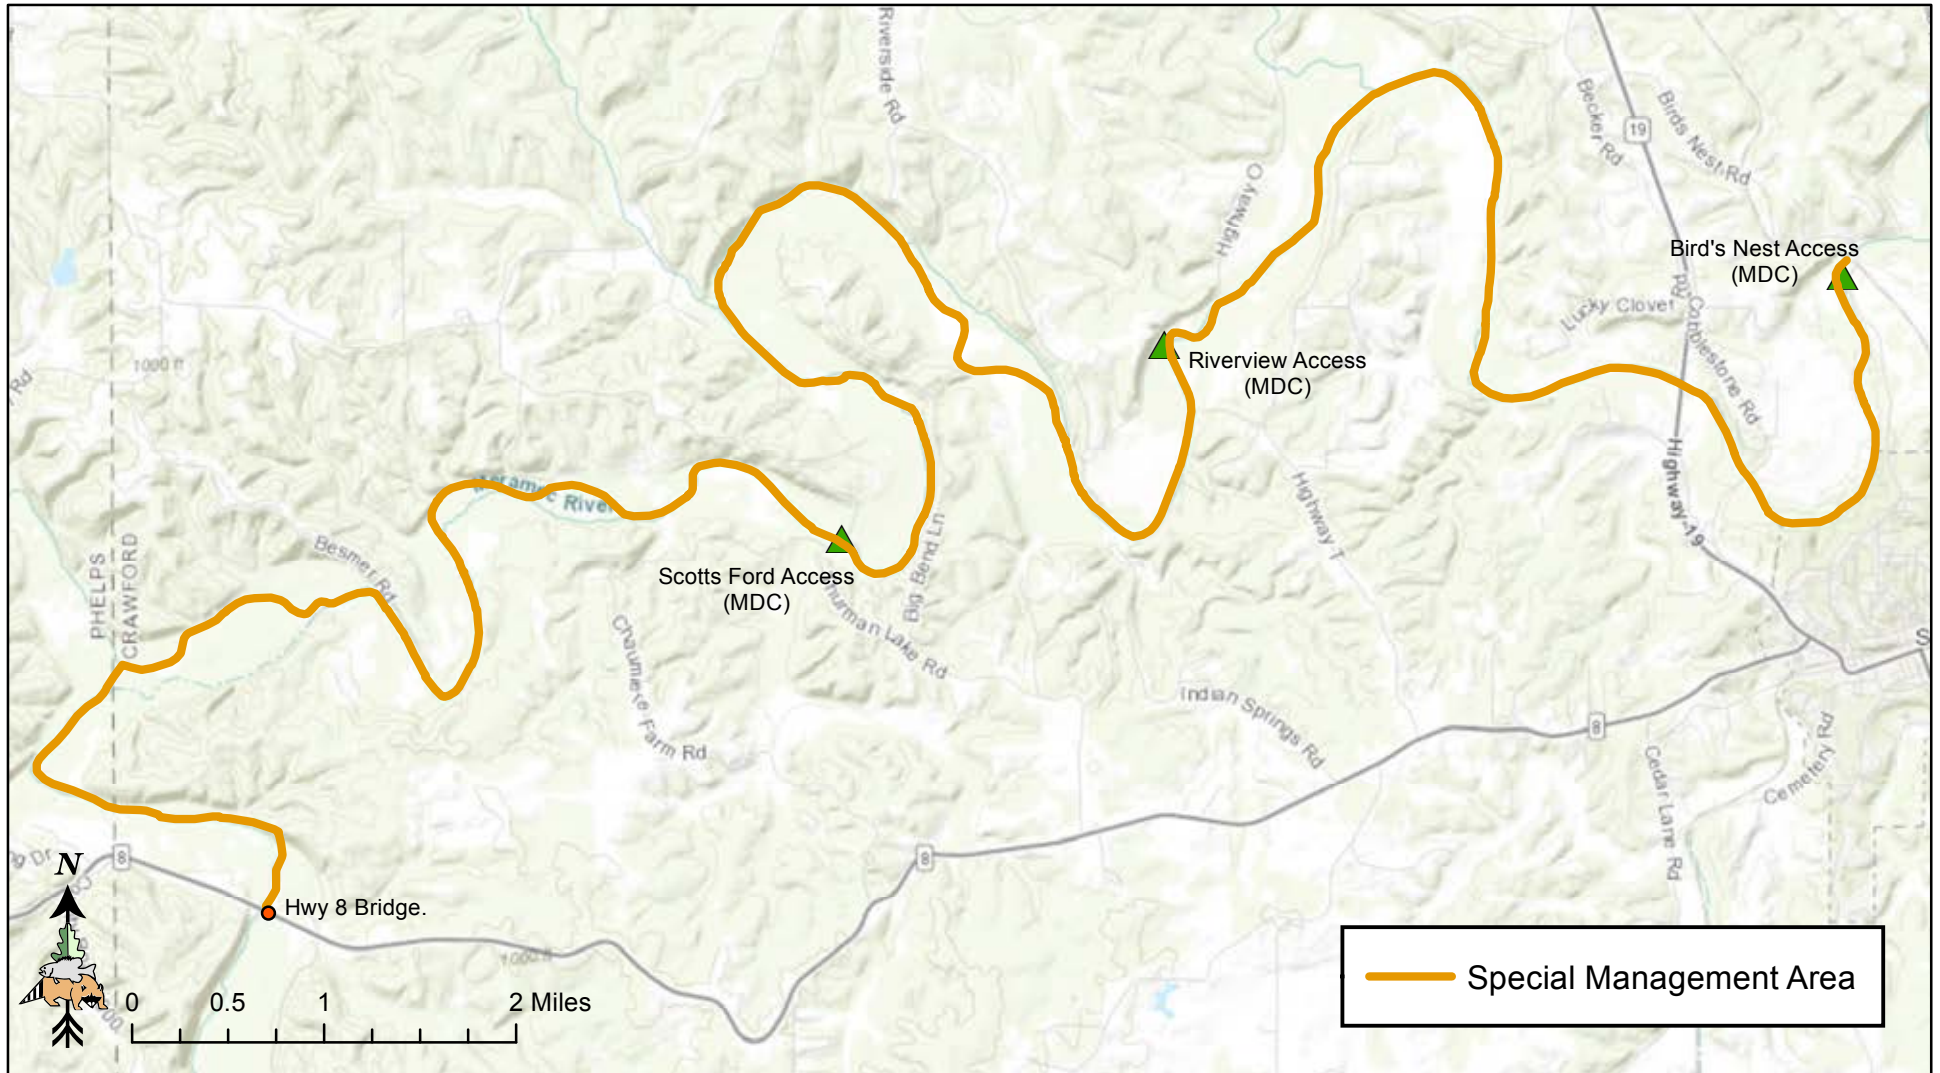 Riverside Rd
Becker Rd
Birds Nest Rd
19
Highway O
Bird's Nest Access
(MDC)
Lucky Clover Rd
Cobblestone Rd
Riverview Access
(MDC)
1000 ft
Rd
Highway 19
Highway T
River
Besmer Rd
PHELPS
CRAWFORD
Scotts Ford Access
(MDC)
Big Bend Ln
Thurman Lake Rd
Indian Springs Rd
S
8
Cedar Lane Rd
Cemetery Rd
Dr
8
8
N
Hwy 8 Bridge.
1000 ft
0 0.5 1 2 Miles
Special Management Area